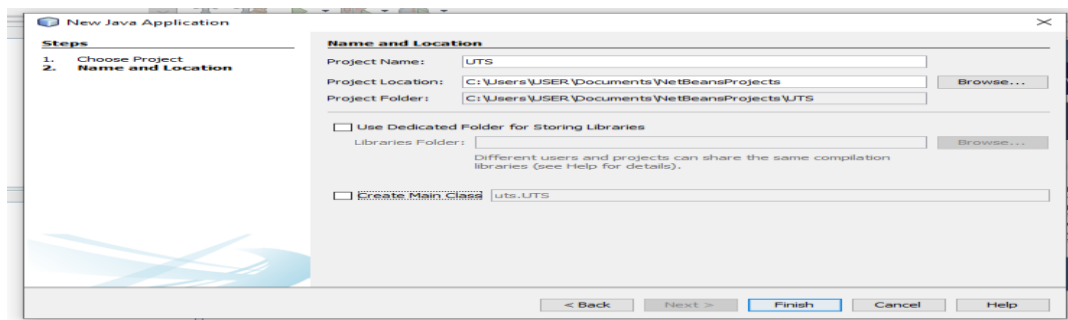 New Java Application
Steps
1. Choose Project
2. Name and Location
Name and Location
Project Name: UTS
Project Location: C:\Users\USER\Documents\NetBeansProjects Browse...
Project Folder: C:\Users\USER\Documents\NetBeansProjects\UTS
Use Dedicated Folder for Storing Libraries
Libraries Folder: Browse...
Different users and projects can share the same compilation
libraries (see Help for details).
Create Main Class uts.UTS
< Back Next > Finish Cancel Help